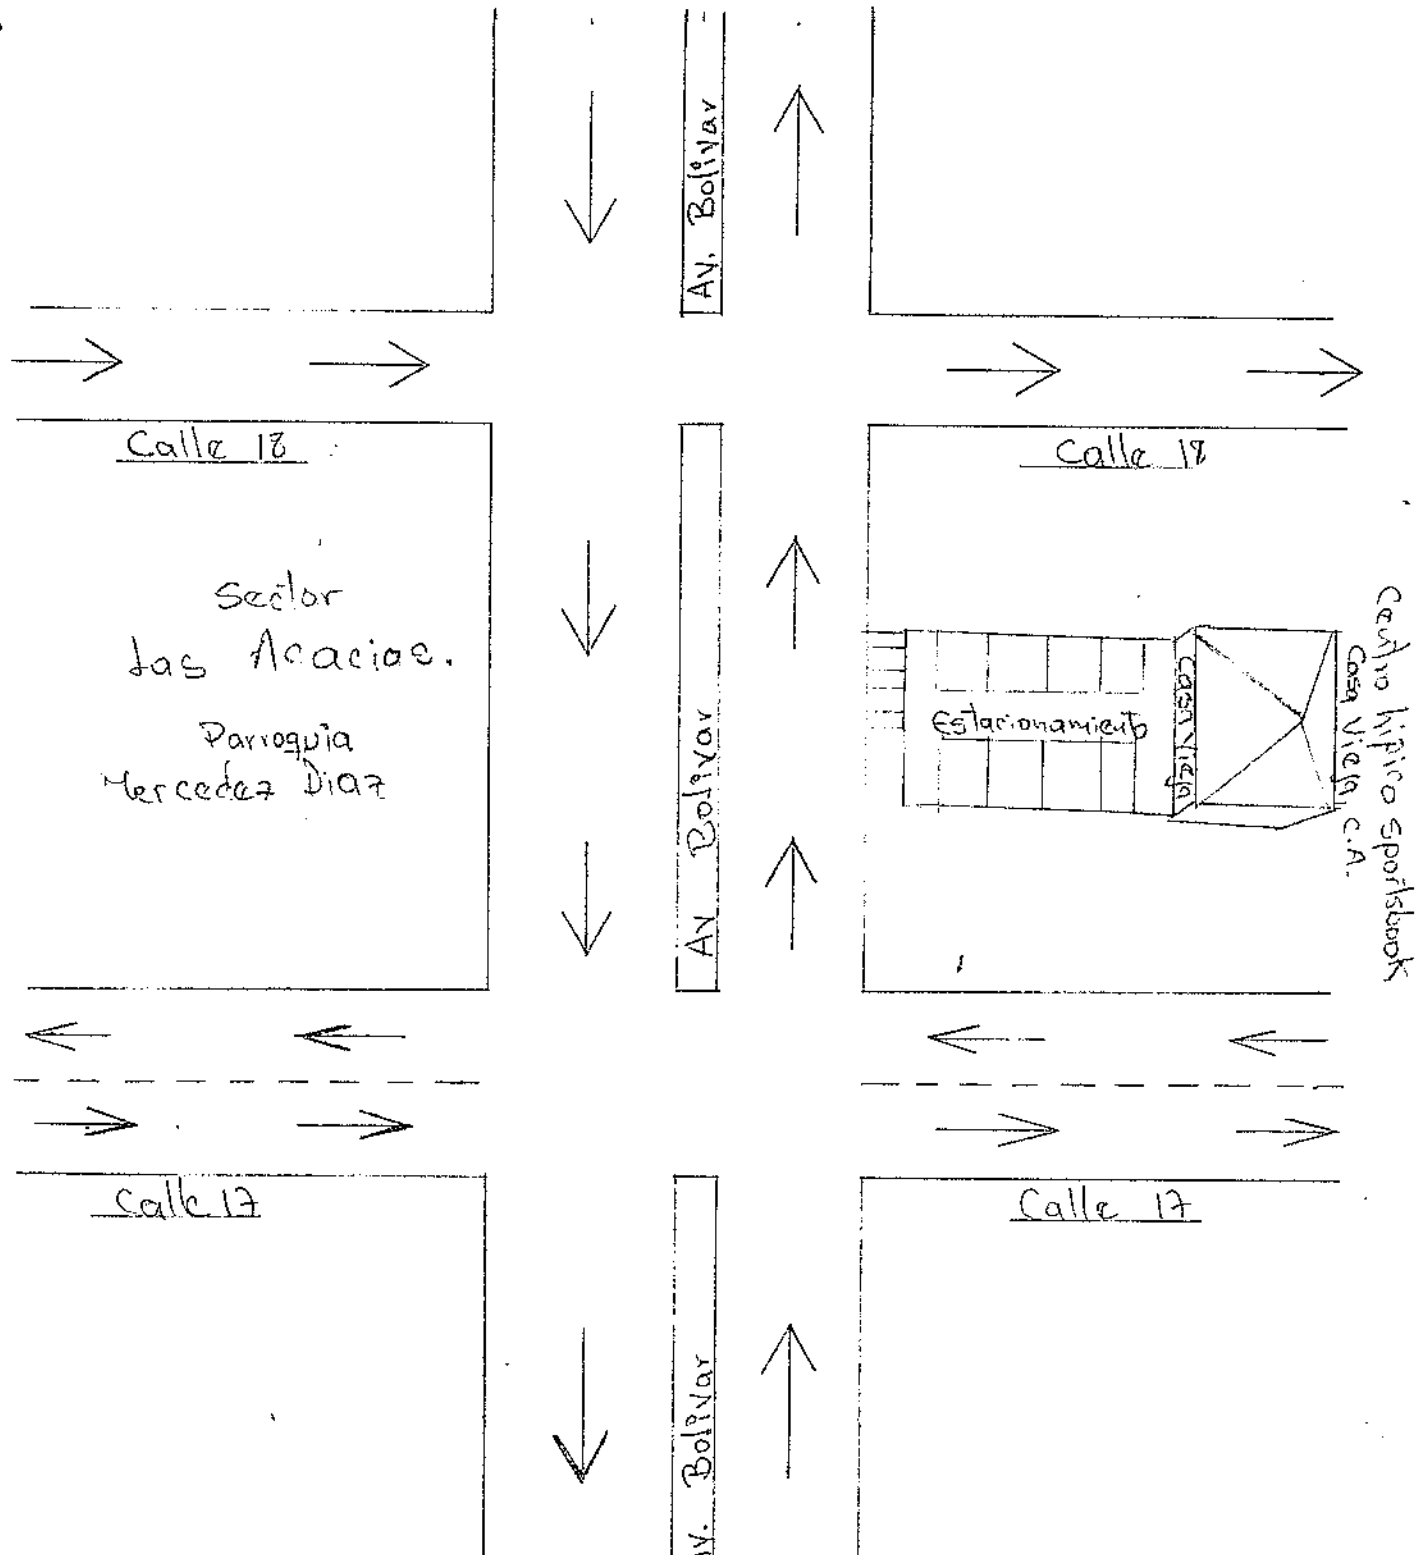 Av. Bolivar
Calle 18
Calle 18
Sector
Las Acacias.
Parroquia
Mercedez Diaz
Av Bolivar
Estacionamiento
Casa Vieja
Centro hipico sportsbook
Casa Vieja, C.A.
Calle 17
Calle 17
Av. Bolivar